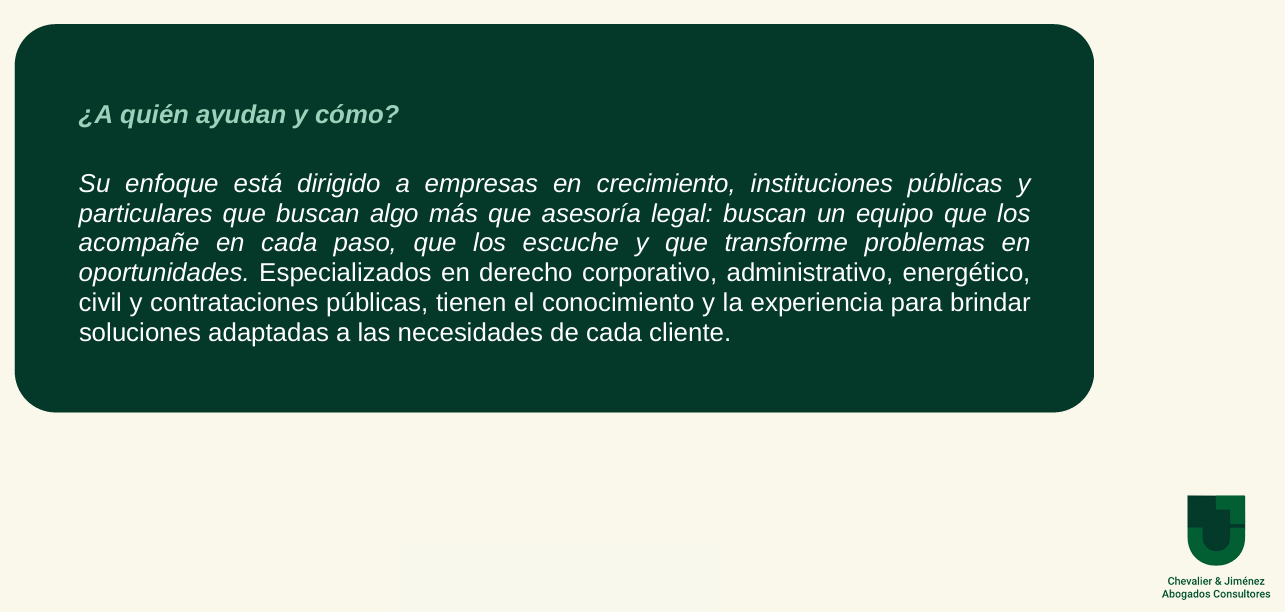 ¿A quién ayudan y cómo?
Su enfoque está dirigido a empresas en crecimiento, instituciones públicas y
particulares que buscan algo más que asesoría legal: buscan un equipo que los
acompañe en cada paso, que los escuche y que transforme problemas en
oportunidades. Especializados en derecho corporativo, administrativo, energético,
civil y contrataciones públicas, tienen el conocimiento y la experiencia para brindar
soluciones adaptadas a las necesidades de cada cliente.
Chevalier & Jiménez
Abogados Consultores